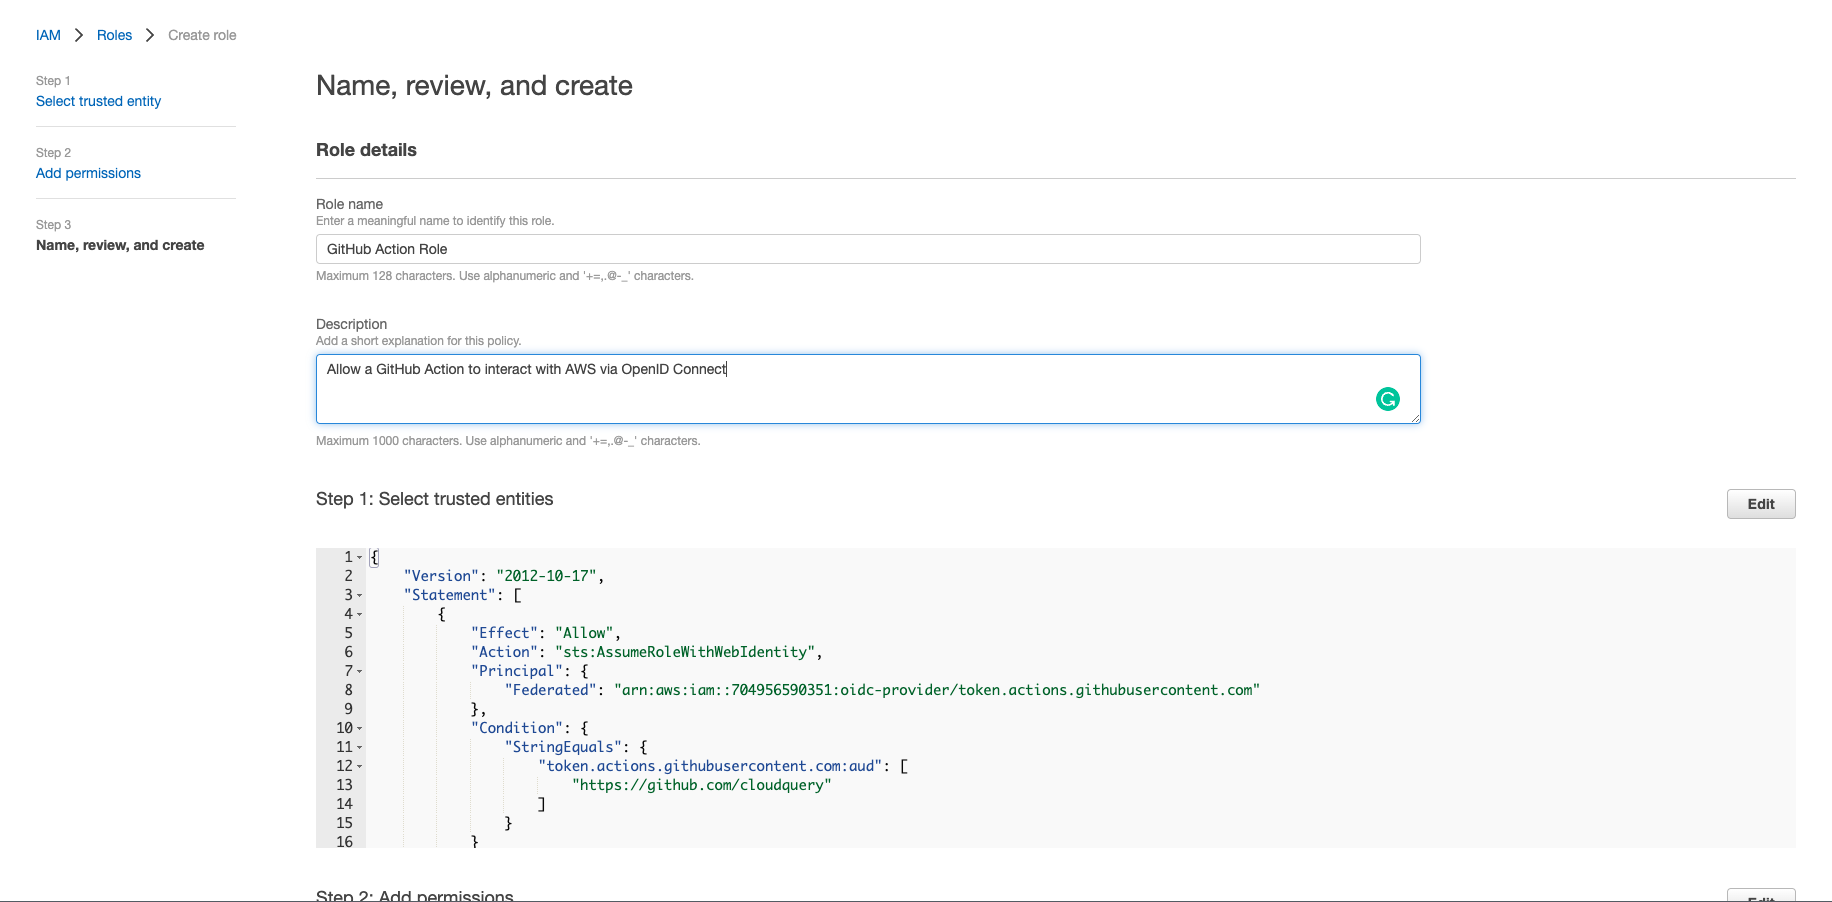 IAM > Roles > Create role
Step 1
Select trusted entity
Step 2
Add permissions
Step 3
Name, review, and create
Name, review, and create
Role details
Role name
Enter a meaningful name to identify this role.
GitHub Action Role
Maximum 128 characters. Use alphanumeric and '+=,.@-_' characters.
Description
Add a short explanation for this policy.
Allow a GitHub Action to interact with AWS via OpenID Connect
Maximum 1000 characters. Use alphanumeric and '+=,.@-_' characters.
Step 1: Select trusted entities
Edit
1 {
2 "Version": "2012-10-17",
3 "Statement": [
4 {
5 "Effect": "Allow",
6 "Action": "sts:AssumeRoleWithWebIdentity",
7 "Principal": {
8 "Federated": "arn:aws:iam::704956590351:oidc-provider/token.actions.githubusercontent.com"
9 },
10 "Condition": {
11 "StringEquals": {
12 "token.actions.githubusercontent.com:aud": [
13 "https://github.com/cloudquery"
14 ]
15 }
16 }
Step 2: Add permissions
Edit